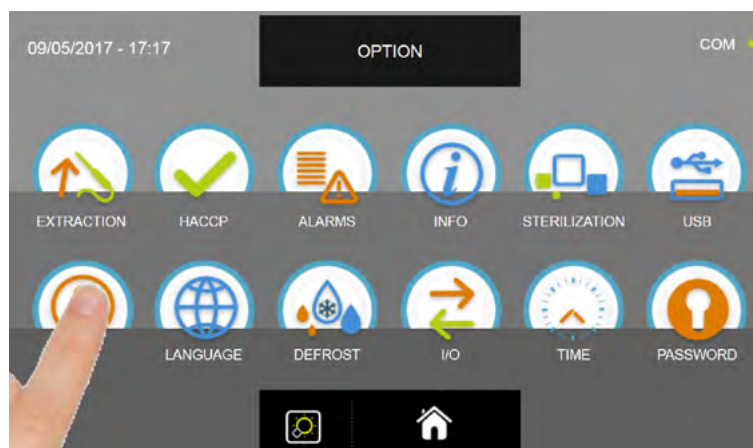 09/05/2017 - 17:17
OPTION
COM
EXTRACTION
HACCP
ALARMS
INFO
STERILIZATION
USB
LANGUAGE
DEFROST
I/O
TIME
PASSWORD